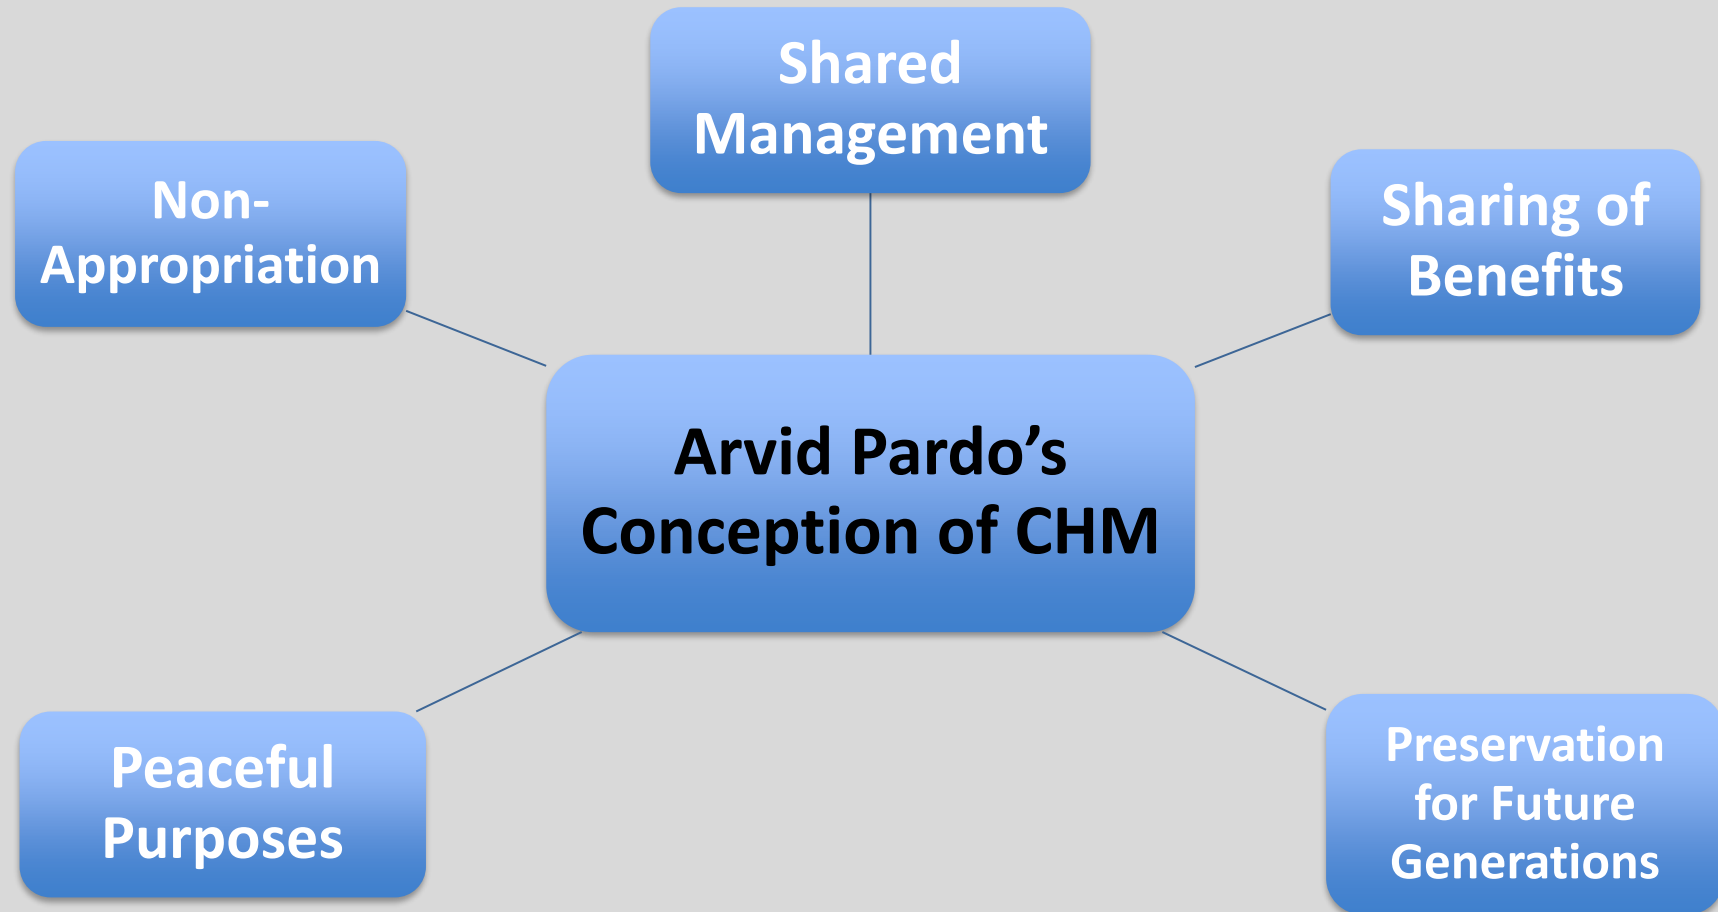 Shared
Management
Non-
Appropriation
Sharing of
Benefits
Arvid Pardo’s
Conception of CHM
Peaceful
Purposes
Preservation
for Future
Generations